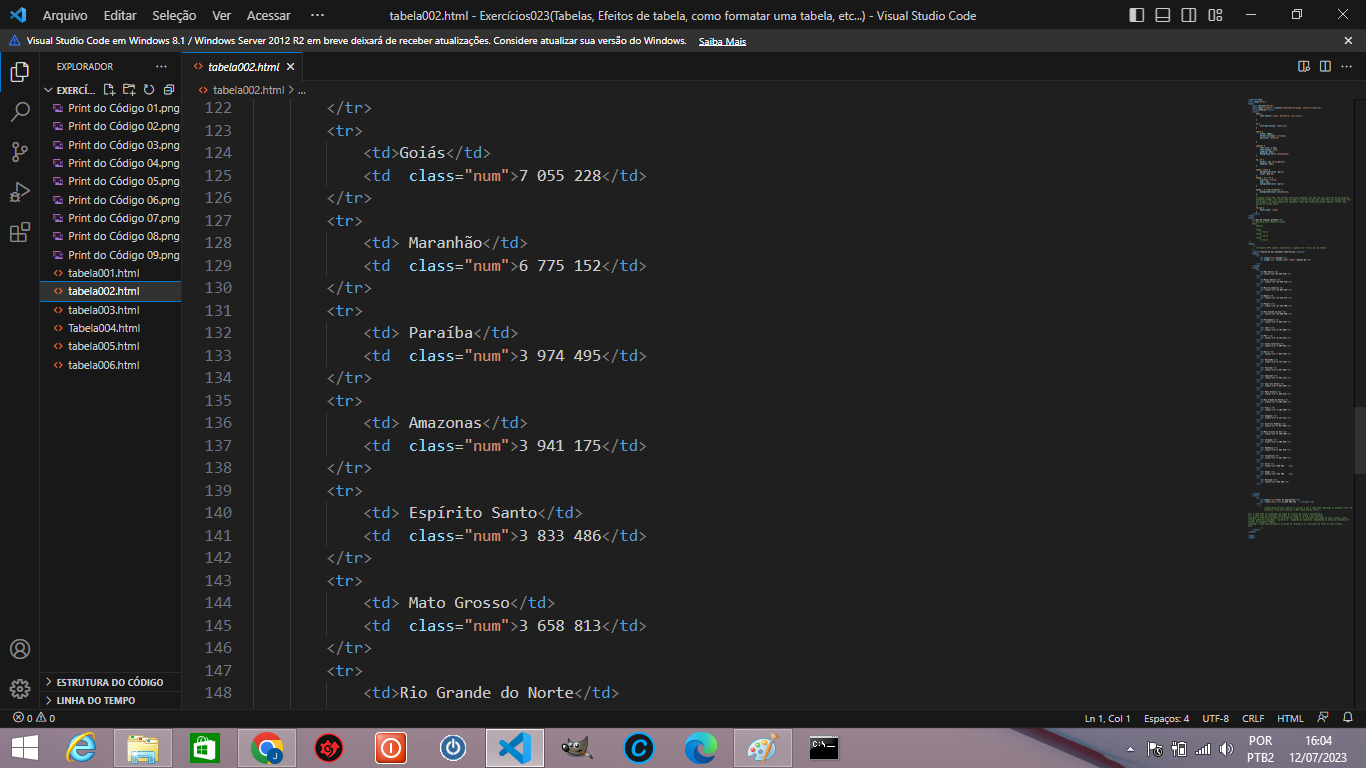 Arquivo Editar Seleção Ver Acessar ··· tabela002.html - Exercícios023(Tabelas, Efeitos de tabela, como formatar uma tabela, etc...) - Visual Studio Code
Visual Studio Code em Windows 8.1 / Windows Server 2012 R2 em breve deixará de receber atualizações. Considere atualizar sua versão do Windows. Saiba Mais
EXPLORADOR ···
EXERCÍ...
Print do Código 01.png
Print do Código 02.png
Print do Código 03.png
Print do Código 04.png
Print do Código 05.png
Print do Código 06.png
Print do Código 07.png
Print do Código 08.png
Print do Código 09.png
tabela001.html
tabela002.html
tabela003.html
Tabela004.html
tabela005.html
tabela006.html
ESTRUTURA DO CÓDIGO
LINHA DO TEMPO
tabela002.html
tabela002.html > ...
122 </tr>
123 <tr>
124 <td>Goiás</td>
125 <td  class="num">7 055 228</td>
126 </tr>
127 <tr>
128 <td> Maranhão</td>
129 <td  class="num">6 775 152</td>
130 </tr>
131 <tr>
132 <td> Paraíba</td>
133 <td  class="num">3 974 495</td>
134 </tr>
135 <tr>
136 <td> Amazonas</td>
137 <td  class="num">3 941 175</td>
138 </tr>
139 <tr>
140 <td> Espírito Santo</td>
141 <td  class="num">3 833 486</td>
142 </tr>
143 <tr>
144 <td> Mato Grosso</td>
145 <td  class="num">3 658 813</td>
146 </tr>
147 <tr>
148 <td>Rio Grande do Norte</td>
0 0 Ln 1, Col 1 Espaços: 4 UTF-8 CRLF HTML
POR 16:04
PTB2 12/07/2023